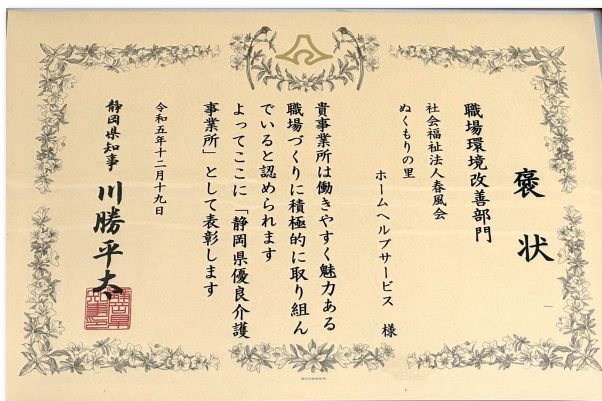 褒状
職場環境改善部門
社会福祉法人春風会
ぬくもりの里
ホームヘルプサービス 様
貴事業所は働きやすく魅力ある
職場づくりに積極的に取り組ん
でいると認められます
よってここに「静岡県優良介護
事業所」として表彰します
令和五年十二月十九日
静岡県知事 川勝平太